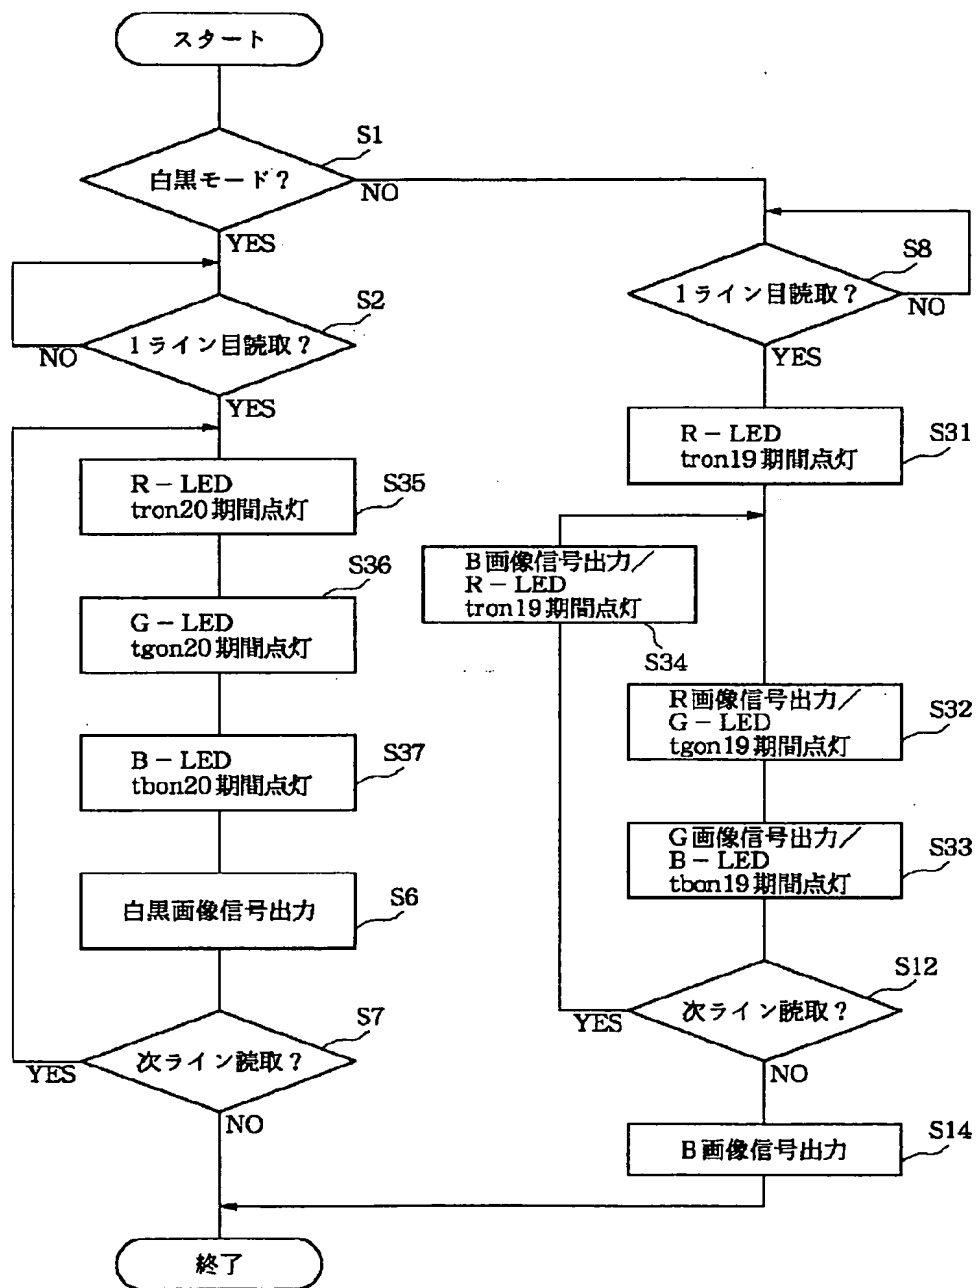 スタート
S1
白黒モード?
NO
YES
S2
1ライン目読取?
NO
YES
R−LED
tron20期間点灯
S35
G−LED
tgon20期間点灯
S36
B−LED
tbon20期間点灯
S37
白黒画像信号出力
S6
S7
次ライン読取?
YES
NO
S8
1ライン目読取?
NO
YES
R−LED
tron19期間点灯
S31
B画像信号出力/
R−LED
tron19期間点灯
S34
R画像信号出力/
G−LED
tgon19期間点灯
S32
G画像信号出力/
B−LED
tbon19期間点灯
S33
S12
次ライン読取?
YES
NO
B画像信号出力
S14
終了